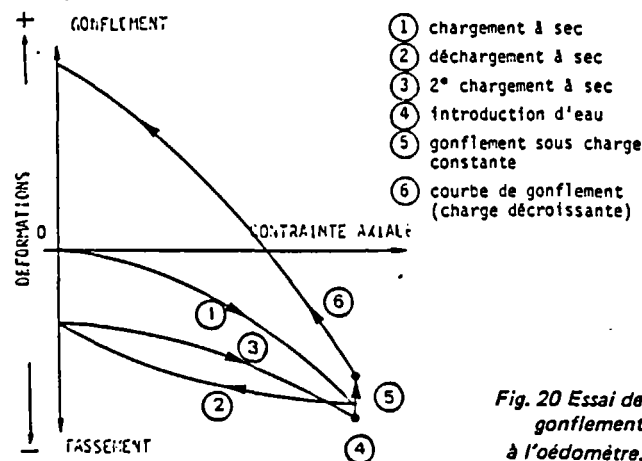 +
GONFLEMENT
① chargement à sec
② déchargement à sec
③ 2° chargement à sec
④ introduction d'eau
⑤ gonflement sous charge
constante
⑥ courbe de gonflement
(charge décroissante)
DEFORMATIONS
0
CONTRAINTE AXIALE
⑥
①
③
②
⑤
④
−
TASSEMENT
Fig. 20 Essai de
gonflement
à l'oédomètre,